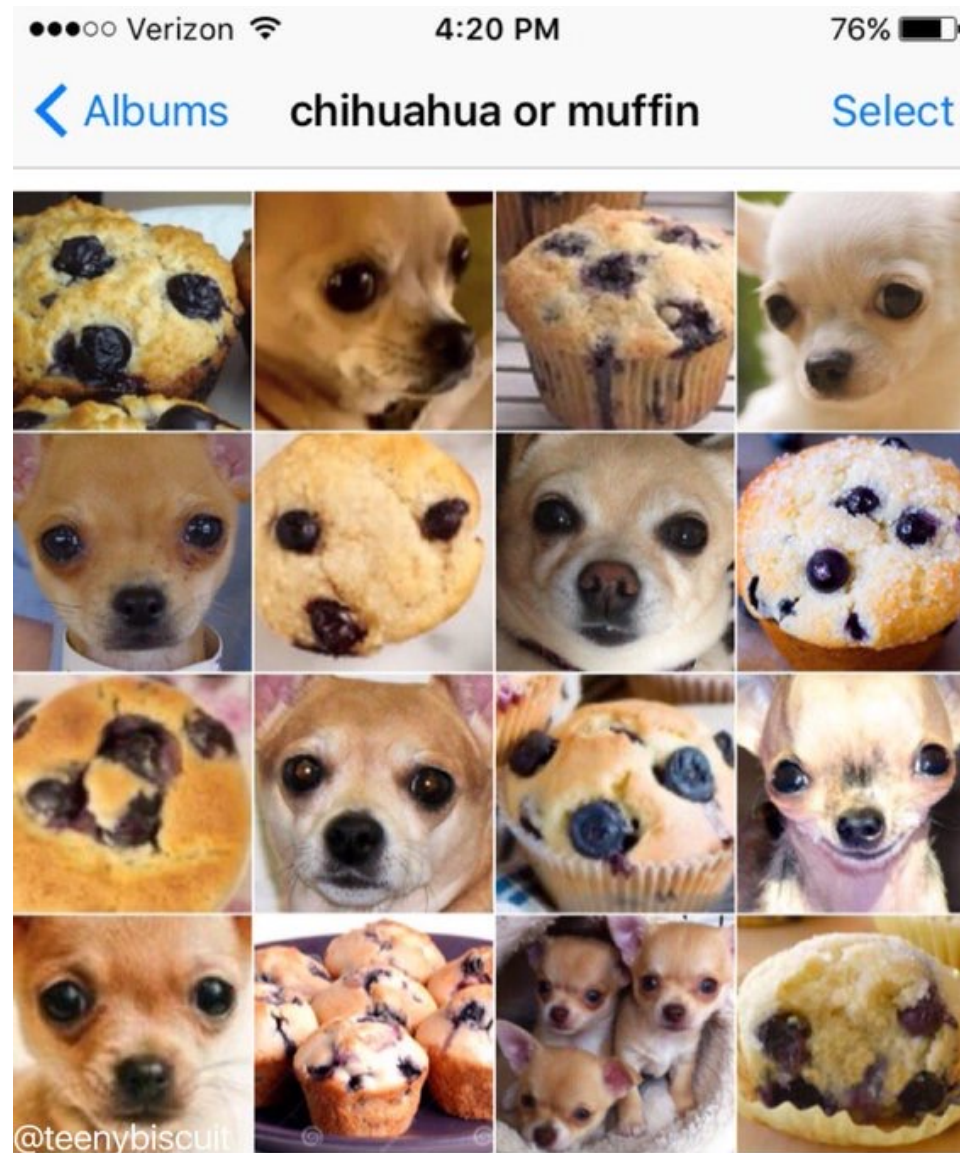 ●●●○○ Verizon 4:20 PM 76%
Albums chihuahua or muffin Select
@teenybiscuit